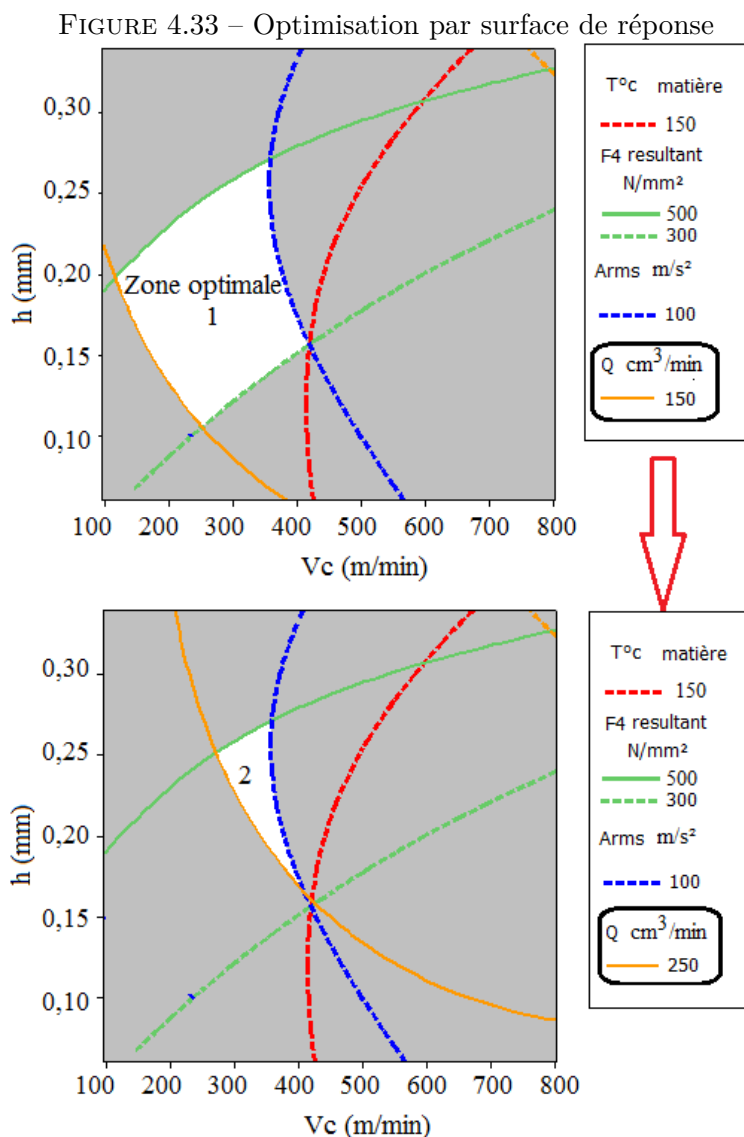 FIGURE 4.33 – Optimisation par surface de réponse
h (mm)
0,30
0,25
0,20
0,15
0,10
Zone optimale
1
100 200 300 400 500 600 700 800
Vc (m/min)
T°c matière
150
F4 resultant
N/mm²
500
300
Arms m/s²
100
Q cm³/min
150
h (mm)
0,30
0,25
0,20
0,15
0,10
2
100 200 300 400 500 600 700 800
Vc (m/min)
T°c matière
150
F4 resultant
N/mm²
500
300
Arms m/s²
100
Q cm³/min
250